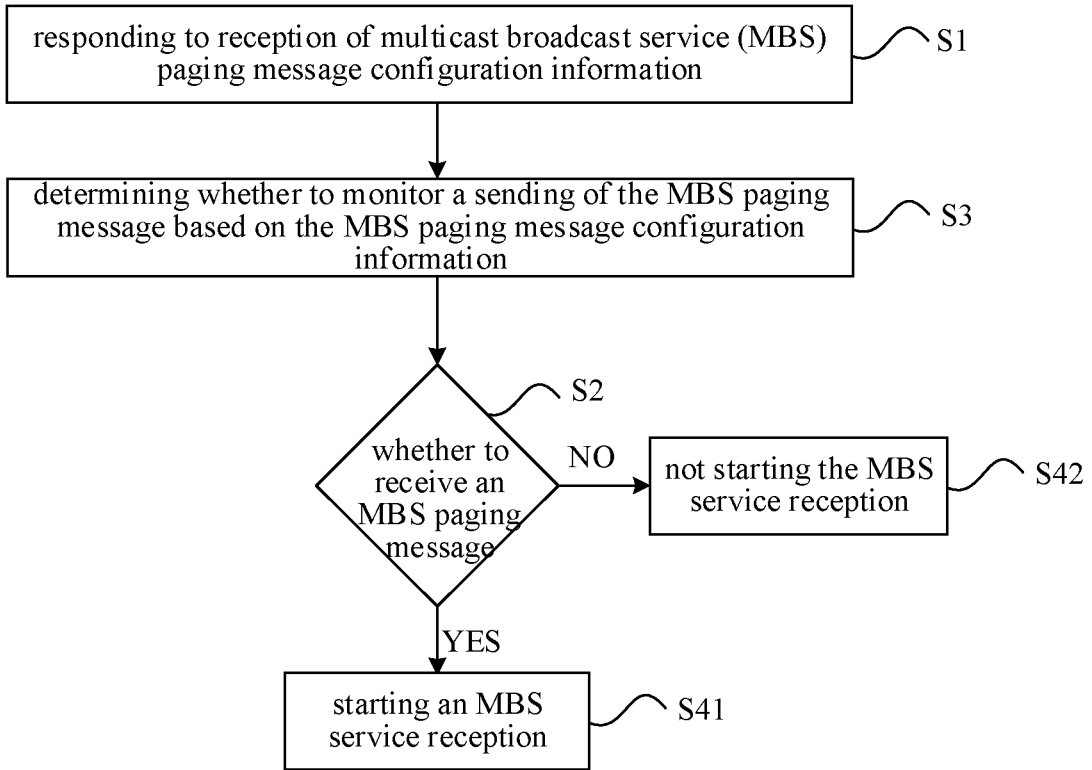 responding to reception of multicast broadcast service (MBS)
paging message configuration information
S1
determining whether to monitor a sending of the MBS paging
message based on the MBS paging message configuration
information
S3
S2
whether to
receive an
MBS paging
message
NO
not starting the MBS
service reception
S42
YES
starting an MBS
service reception
S41